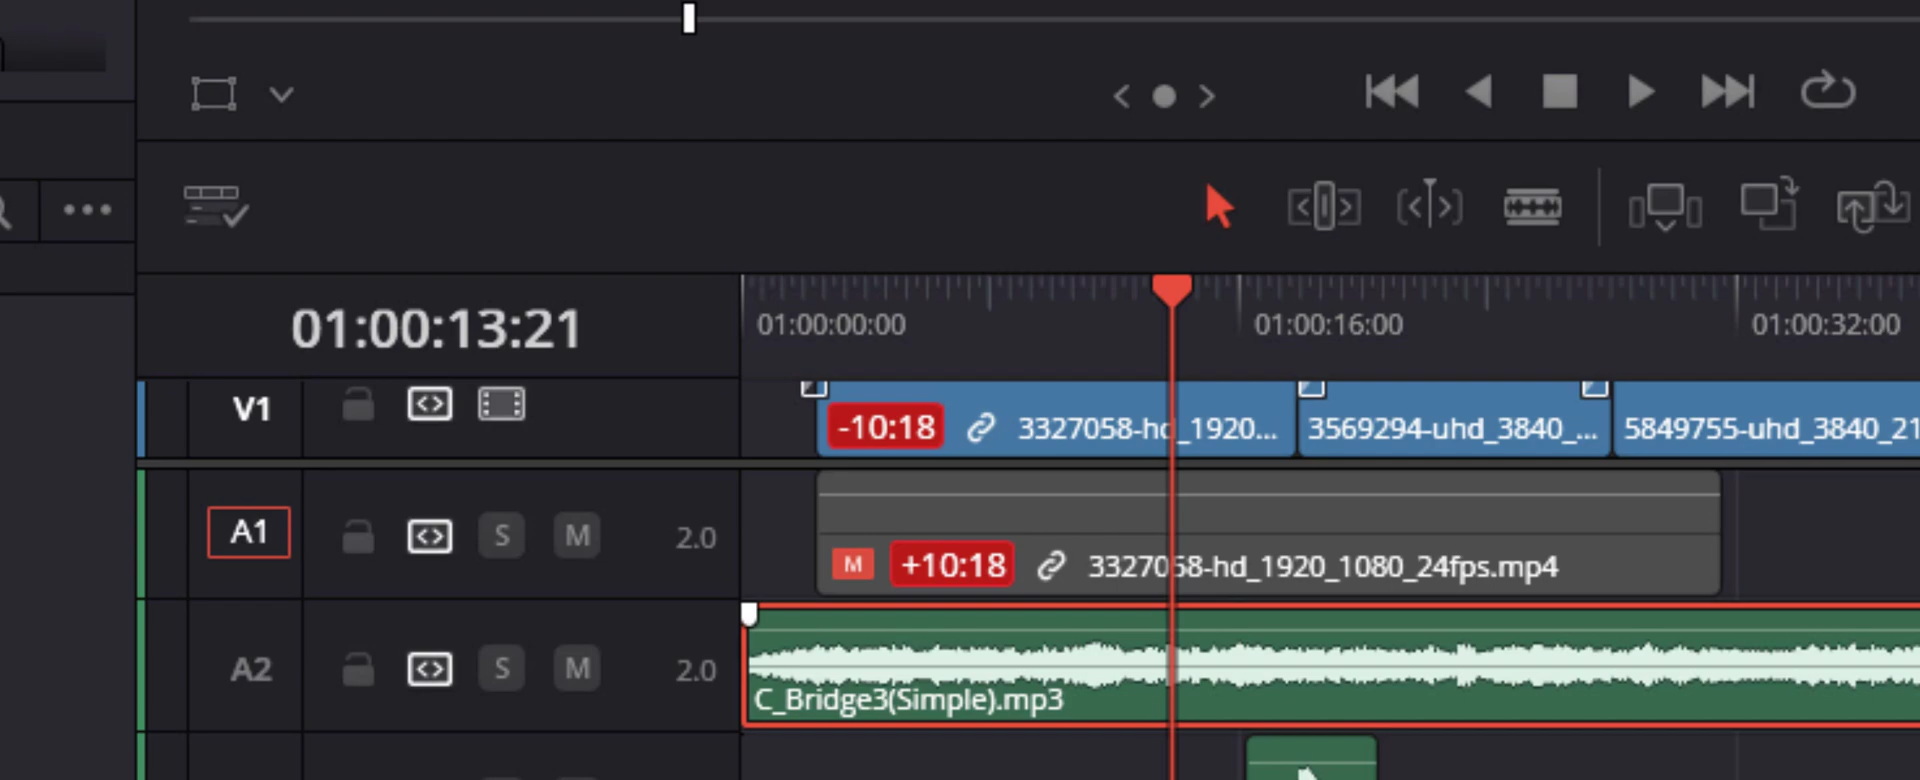 01:00:13:21
01:00:00:00
01:00:16:00
01:00:32:00
V1
-10:18
3327058-hd_1920...
3569294-uhd_3840_...
5849755-uhd_3840_21
A1
S
M
2.0
M
+10:18
3327058-hd_1920_1080_24fps.mp4
A2
S
M
2.0
C_Bridge3(Simple).mp3